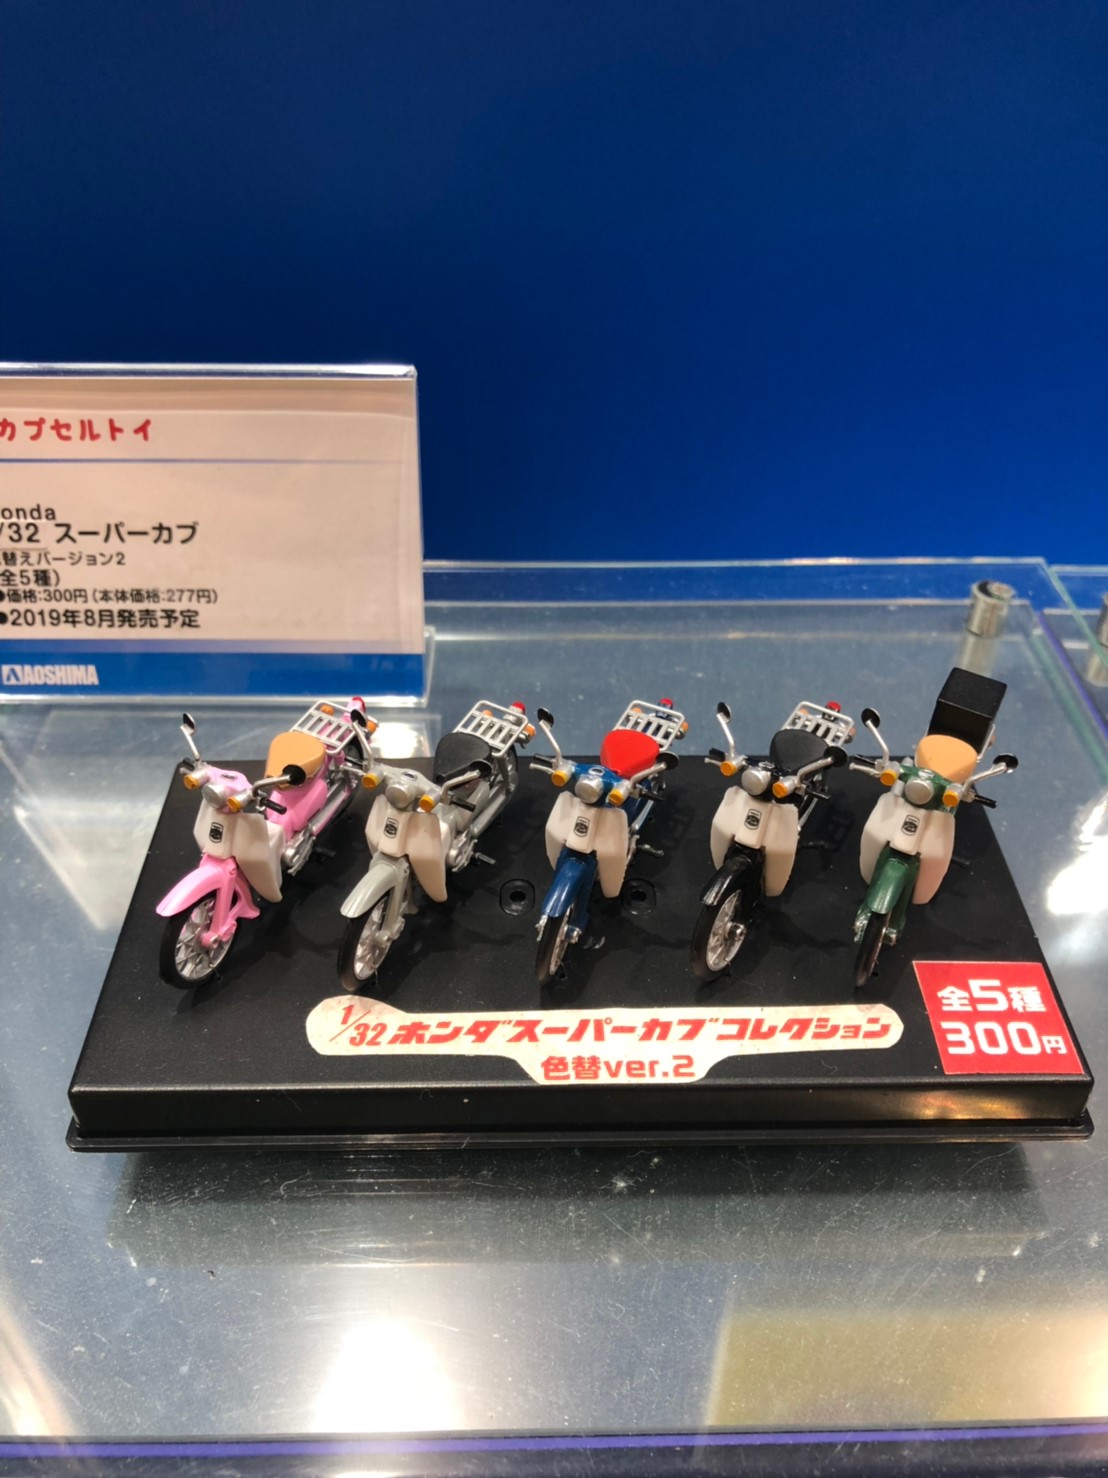 カプセルトイ
onda
/32 スーパーカブ
替えバージョン2
全5種)
●価格:300円(本体価格:277円)
●2019年8月発売予定
AOSHIMA
1/32 ホンダスーパーカブコレクション
色替ver.2
全5種
300円